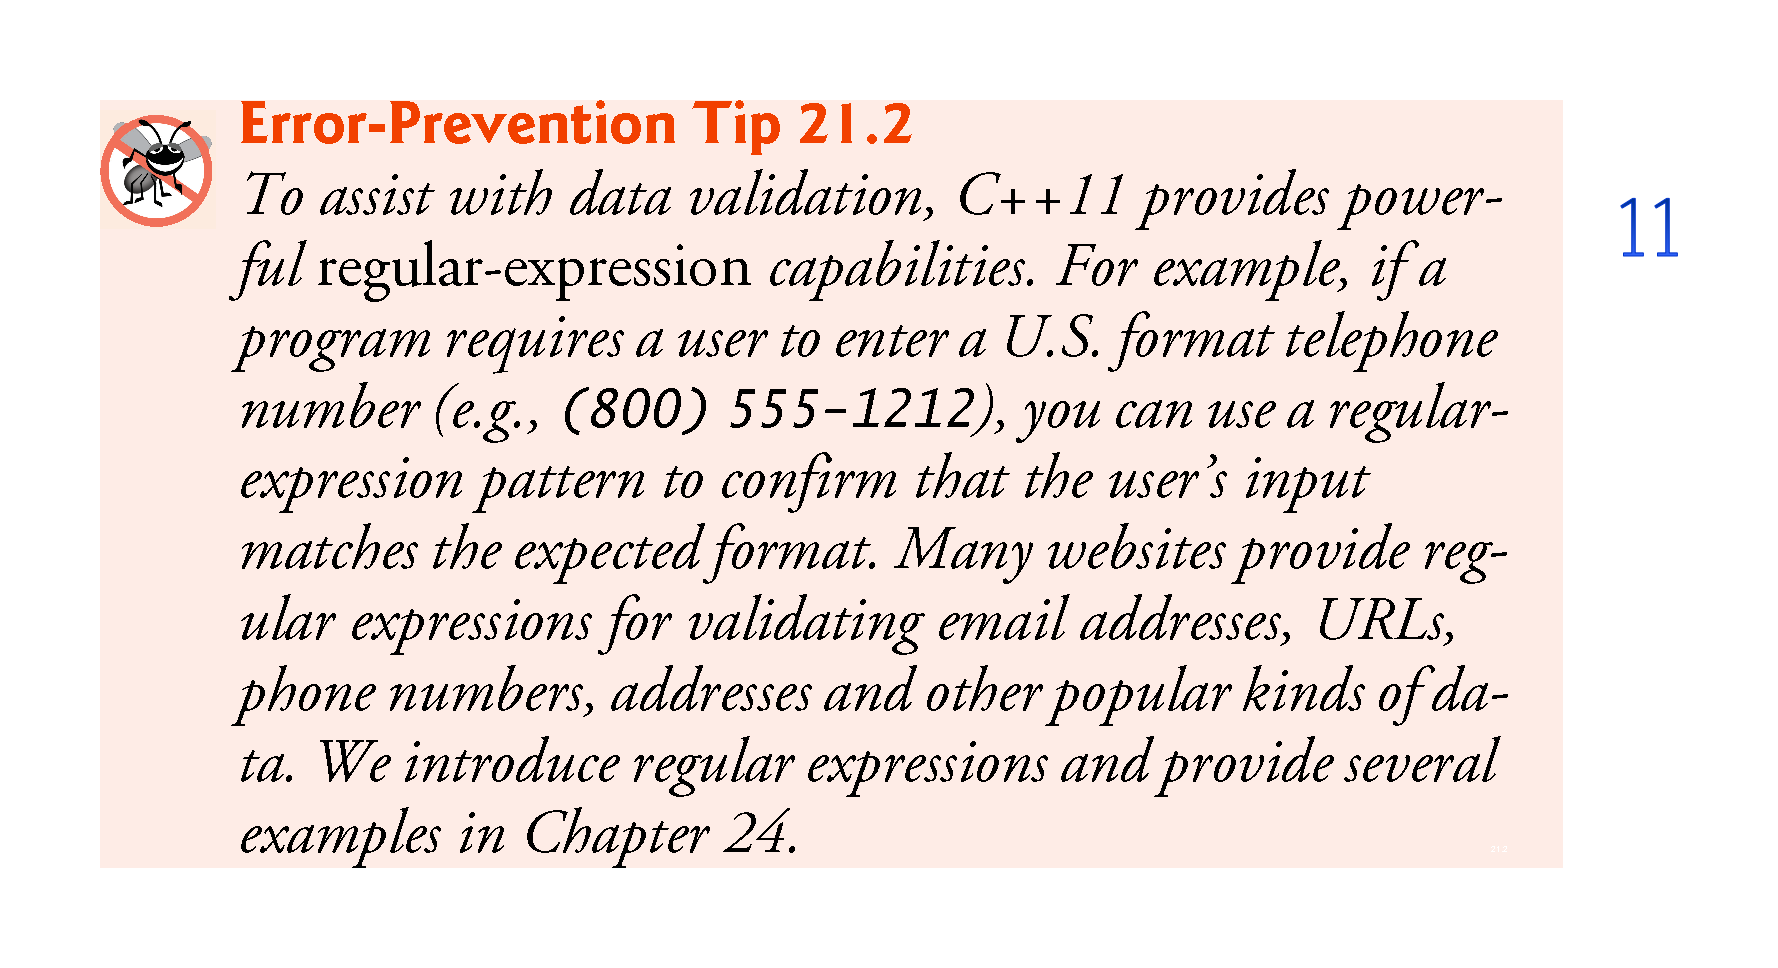 Error-Prevention Tip 21.2
To assist with data validation, C++11 provides power-
ful regular-expression capabilities. For example, if a
program requires a user to enter a U.S. format telephone
number (e.g., (800) 555-1212), you can use a regular-
expression pattern to confirm that the user’s input
matches the expected format. Many websites provide reg-
ular expressions for validating email addresses, URLs,
phone numbers, addresses and other popular kinds of da-
ta. We introduce regular expressions and provide several
examples in Chapter 24.
11
21.2